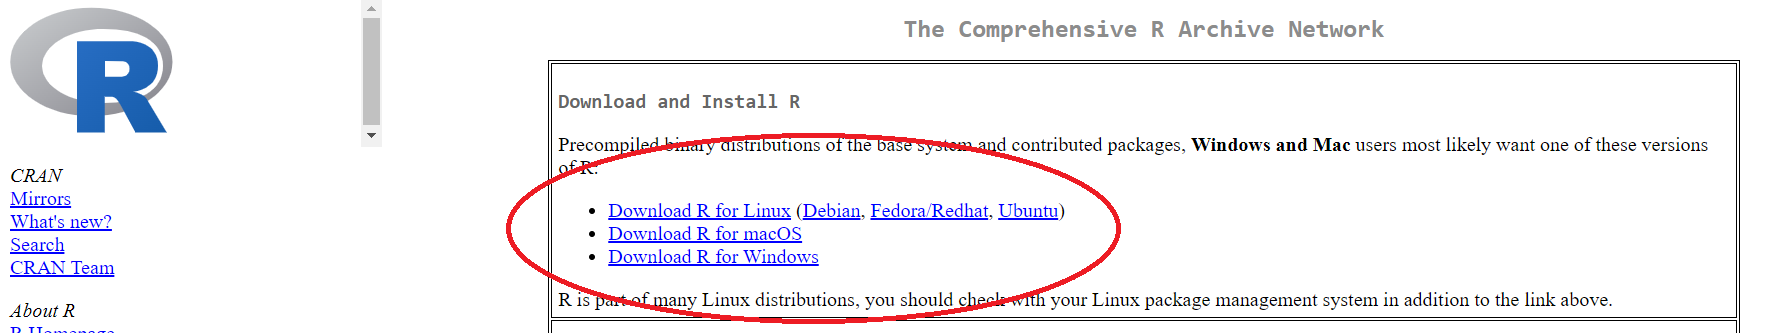 R
CRAN
Mirrors
What's new?
Search
CRAN Team
About R
R Homepage
The Comprehensive R Archive Network
Download and Install R
Precompiled binary distributions of the base system and contributed packages, Windows and Mac users most likely want one of these versions
of R:
Download R for Linux (Debian, Fedora/Redhat, Ubuntu)
Download R for macOS
Download R for Windows
R is part of many Linux distributions, you should check with your Linux package management system in addition to the link above.